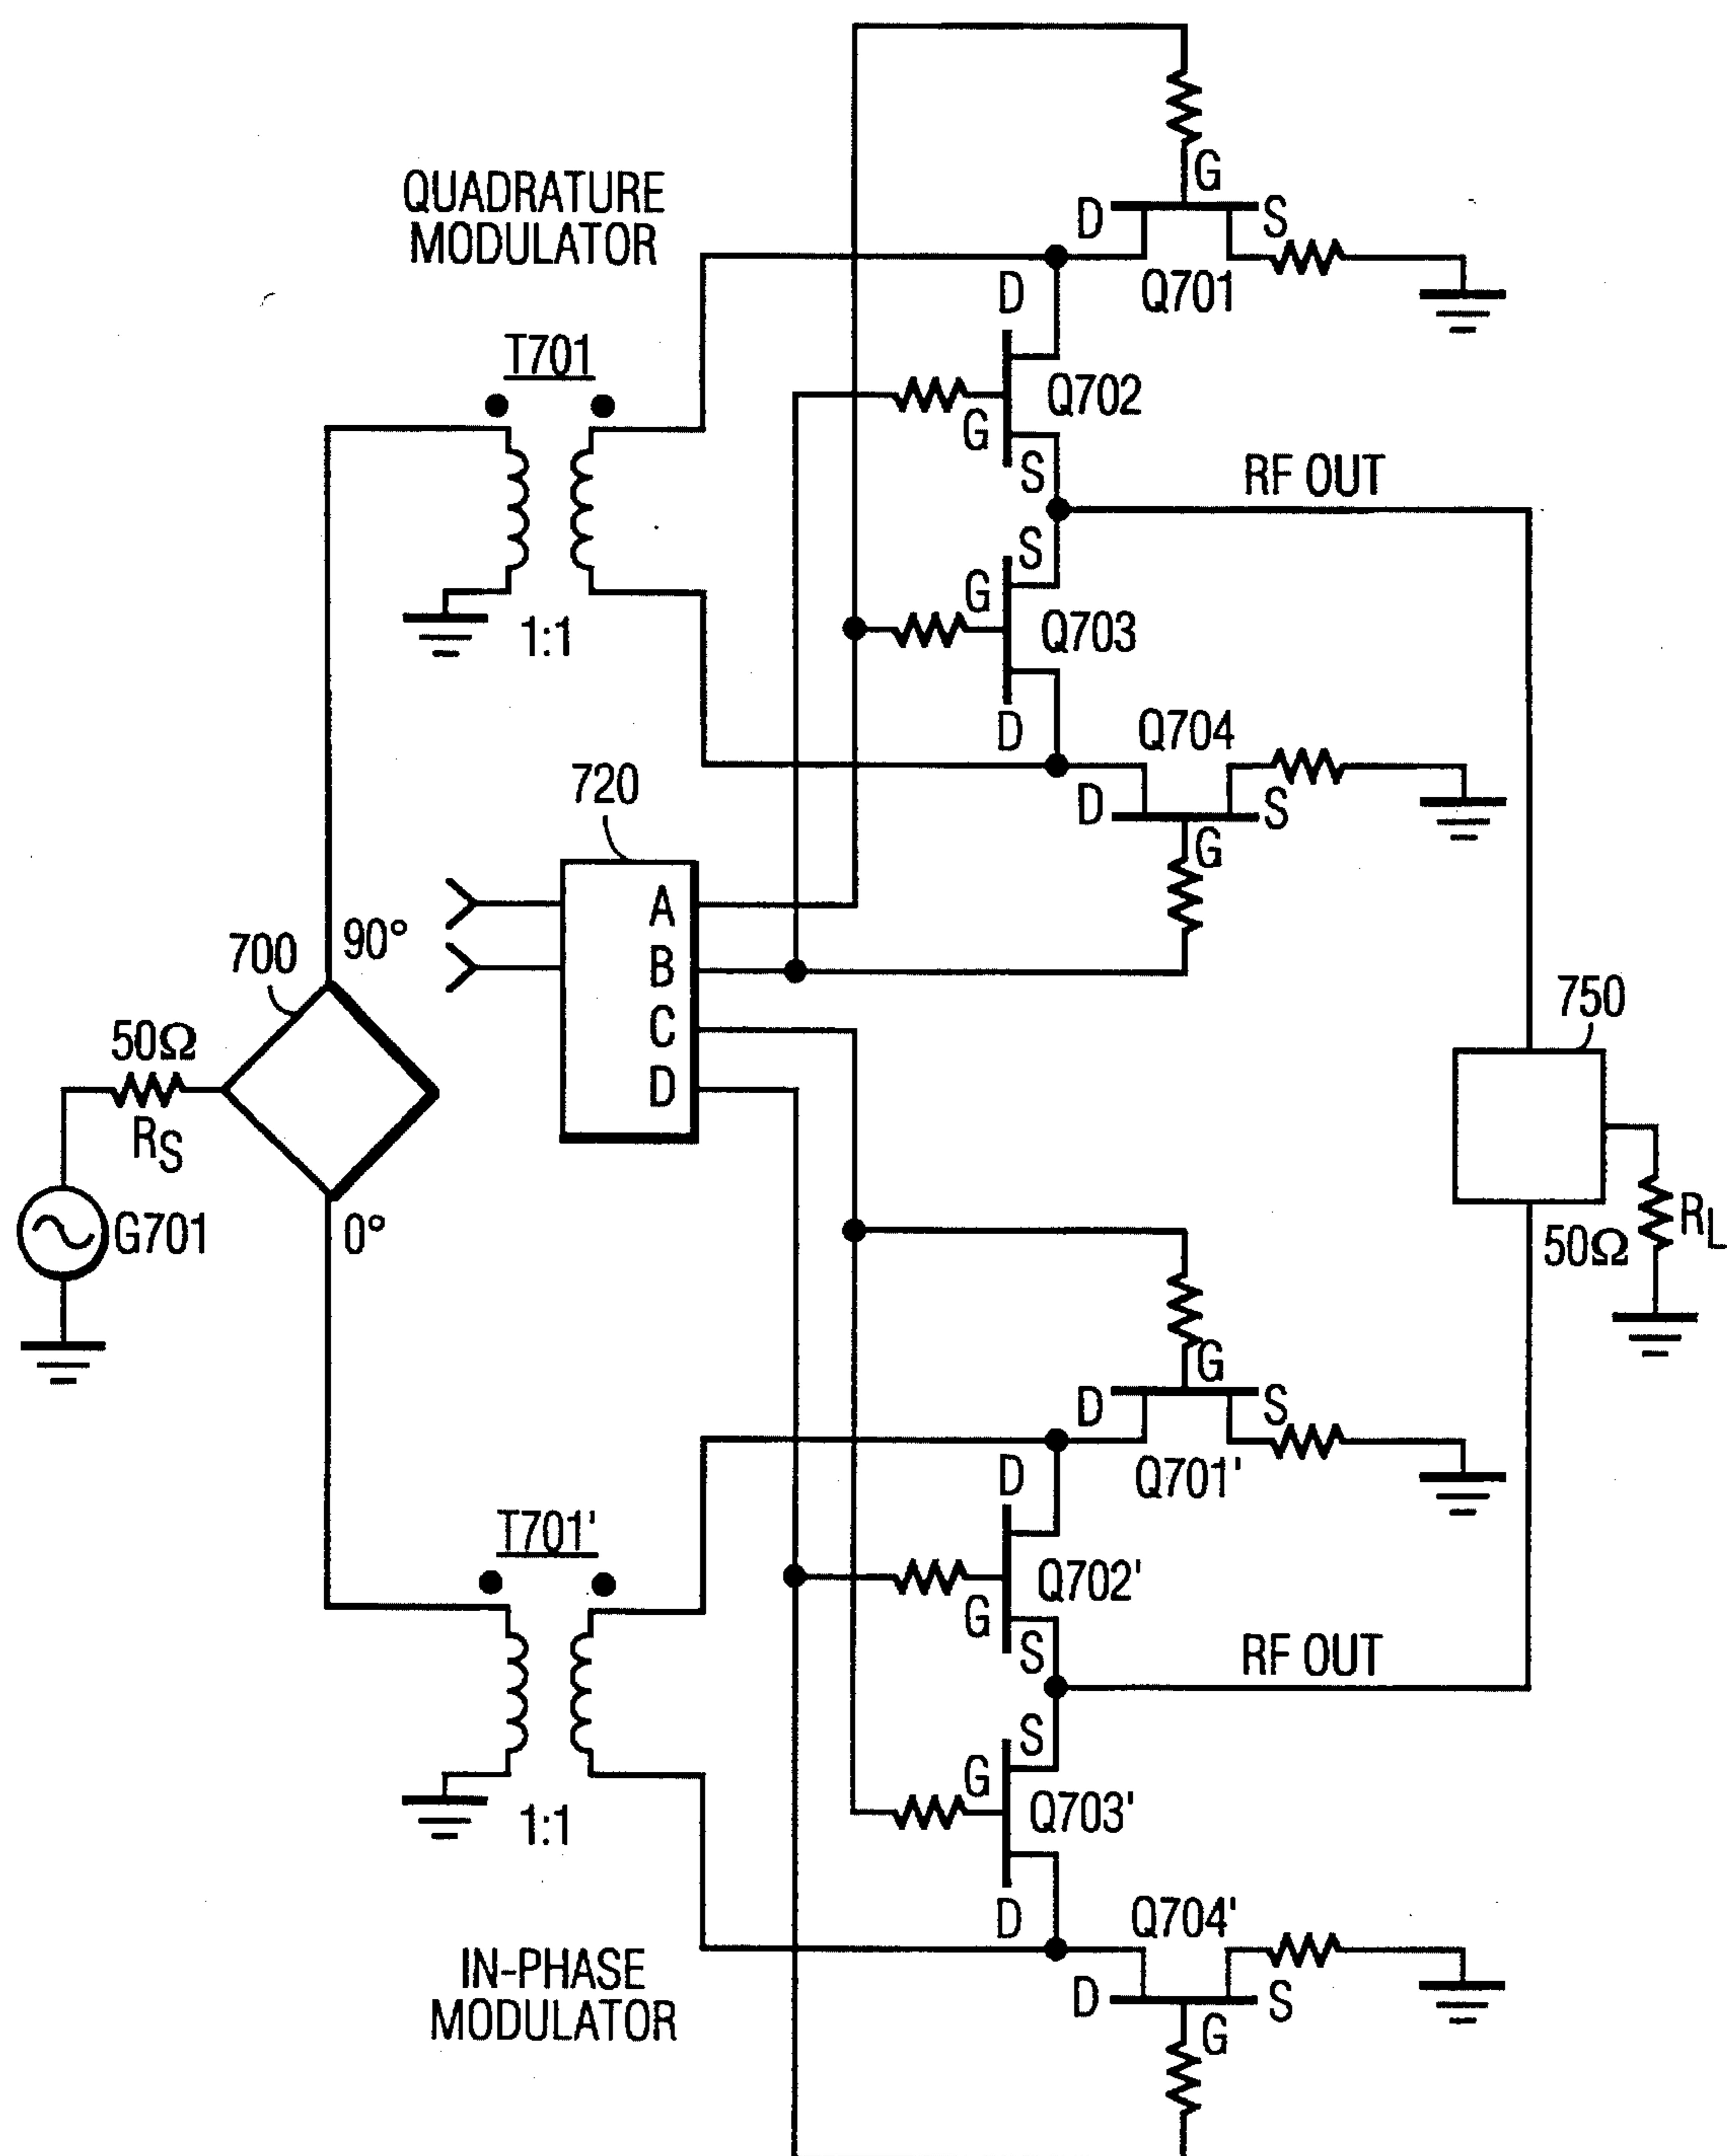 G
D
S
QUADRATURE
MODULATOR
Q701
D
T701
Q702
G
S
RF OUT
S
G
1:1
Q703
D
Q704
720
D
S
G
A
90°
700
B
750
C
50Ω
D
RS
RL
G701
0°
50Ω
G
D
S
Q701'
D
T701'
Q702'
G
S
RF OUT
S
G
1:1
Q703'
D
Q704'
IN-PHASE
MODULATOR
D
S
G